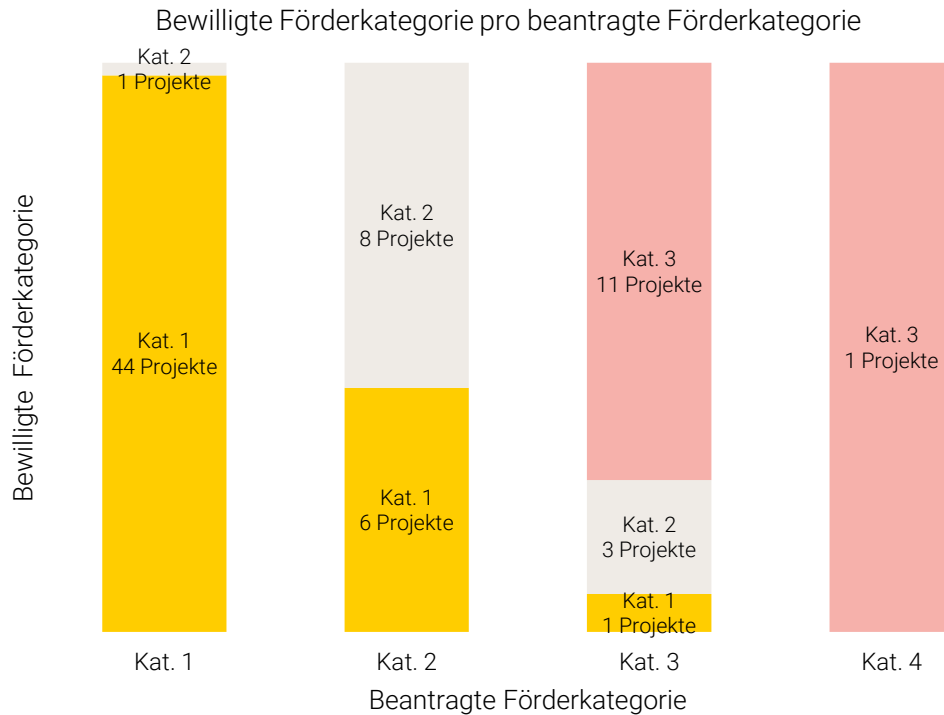 Bewilligte Förderkategorie pro beantragte Förderkategorie
Bewilligte Förderkategorie
Kat. 2
1 Projekte
Kat. 1
44 Projekte
Kat. 2
8 Projekte
Kat. 1
6 Projekte
Kat. 3
11 Projekte
Kat. 2
3 Projekte
Kat. 1
1 Projekte
Kat. 3
1 Projekte
Kat. 1
Kat. 2
Kat. 3
Kat. 4
Beantragte Förderkategorie